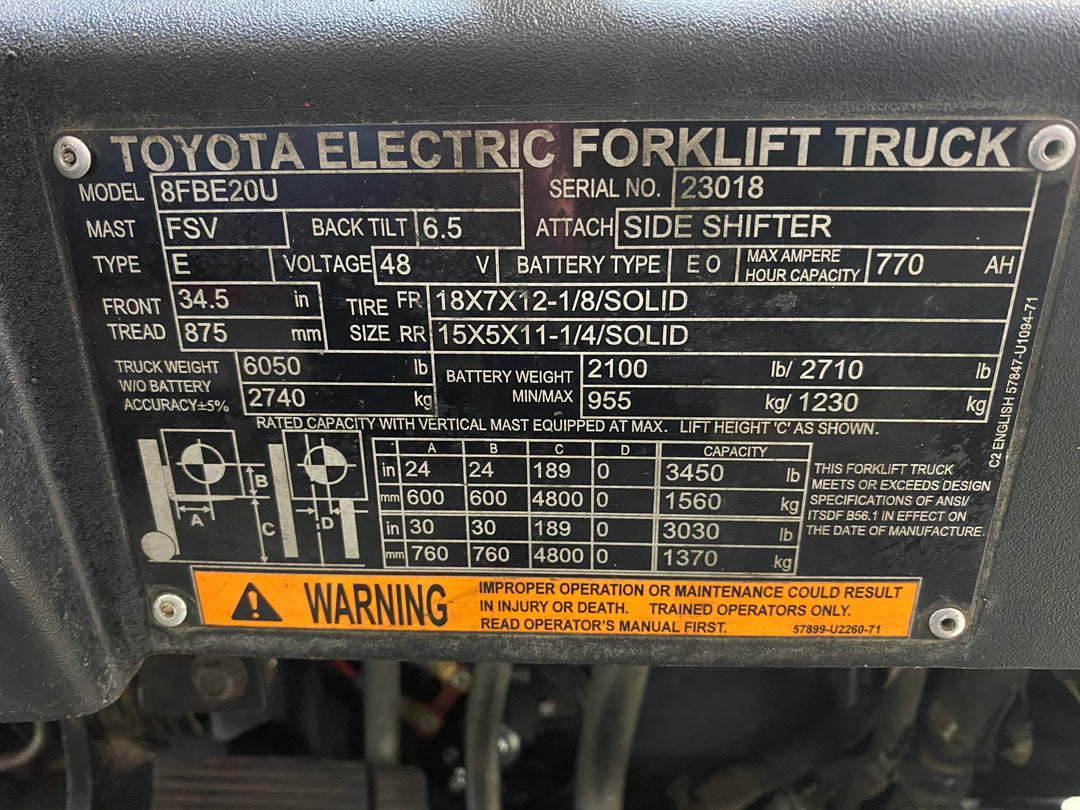 TOYOTA ELECTRIC FORKLIFT TRUCK
MODEL 8FBE20U SERIAL NO. 23018
MAST FSV BACK TILT 6.5 ATTACH SIDE SHIFTER
TYPE E VOLTAGE 48 V BATTERY TYPE E O MAX AMPERE HOUR CAPACITY 770 AH
FRONT TREAD 34.5 in TIRE SIZE FR 18X7X12-1/8/SOLID
875 mm RR 15X5X11-1/4/SOLID
TRUCK WEIGHT W/O BATTERY ACCURACY±5% 6050 lb BATTERY WEIGHT MIN/MAX 2100 lb/ 2710 lb
2740 kg 955 kg/ 1230 kg
RATED CAPACITY WITH VERTICAL MAST EQUIPPED AT MAX. LIFT HEIGHT 'C' AS SHOWN.
A B C D
* A B C D CAPACITY
in 24 24 189 0 3450 lb
mm 600 600 4800 0 1560 kg
in 30 30 189 0 3030 lb
mm 760 760 4800 0 1370 kg
THIS FORKLIFT TRUCK
MEETS OR EXCEEDS DESIGN
SPECIFICATIONS OF ANSI/
ITSDF B56.1 IN EFFECT ON
THE DATE OF MANUFACTURE.
C2 ENGLISH 57847-U1094-71
WARNING
IMPROPER OPERATION OR MAINTENANCE COULD RESULT
IN INJURY OR DEATH. TRAINED OPERATORS ONLY.
READ OPERATOR'S MANUAL FIRST. 57899-U2260-71